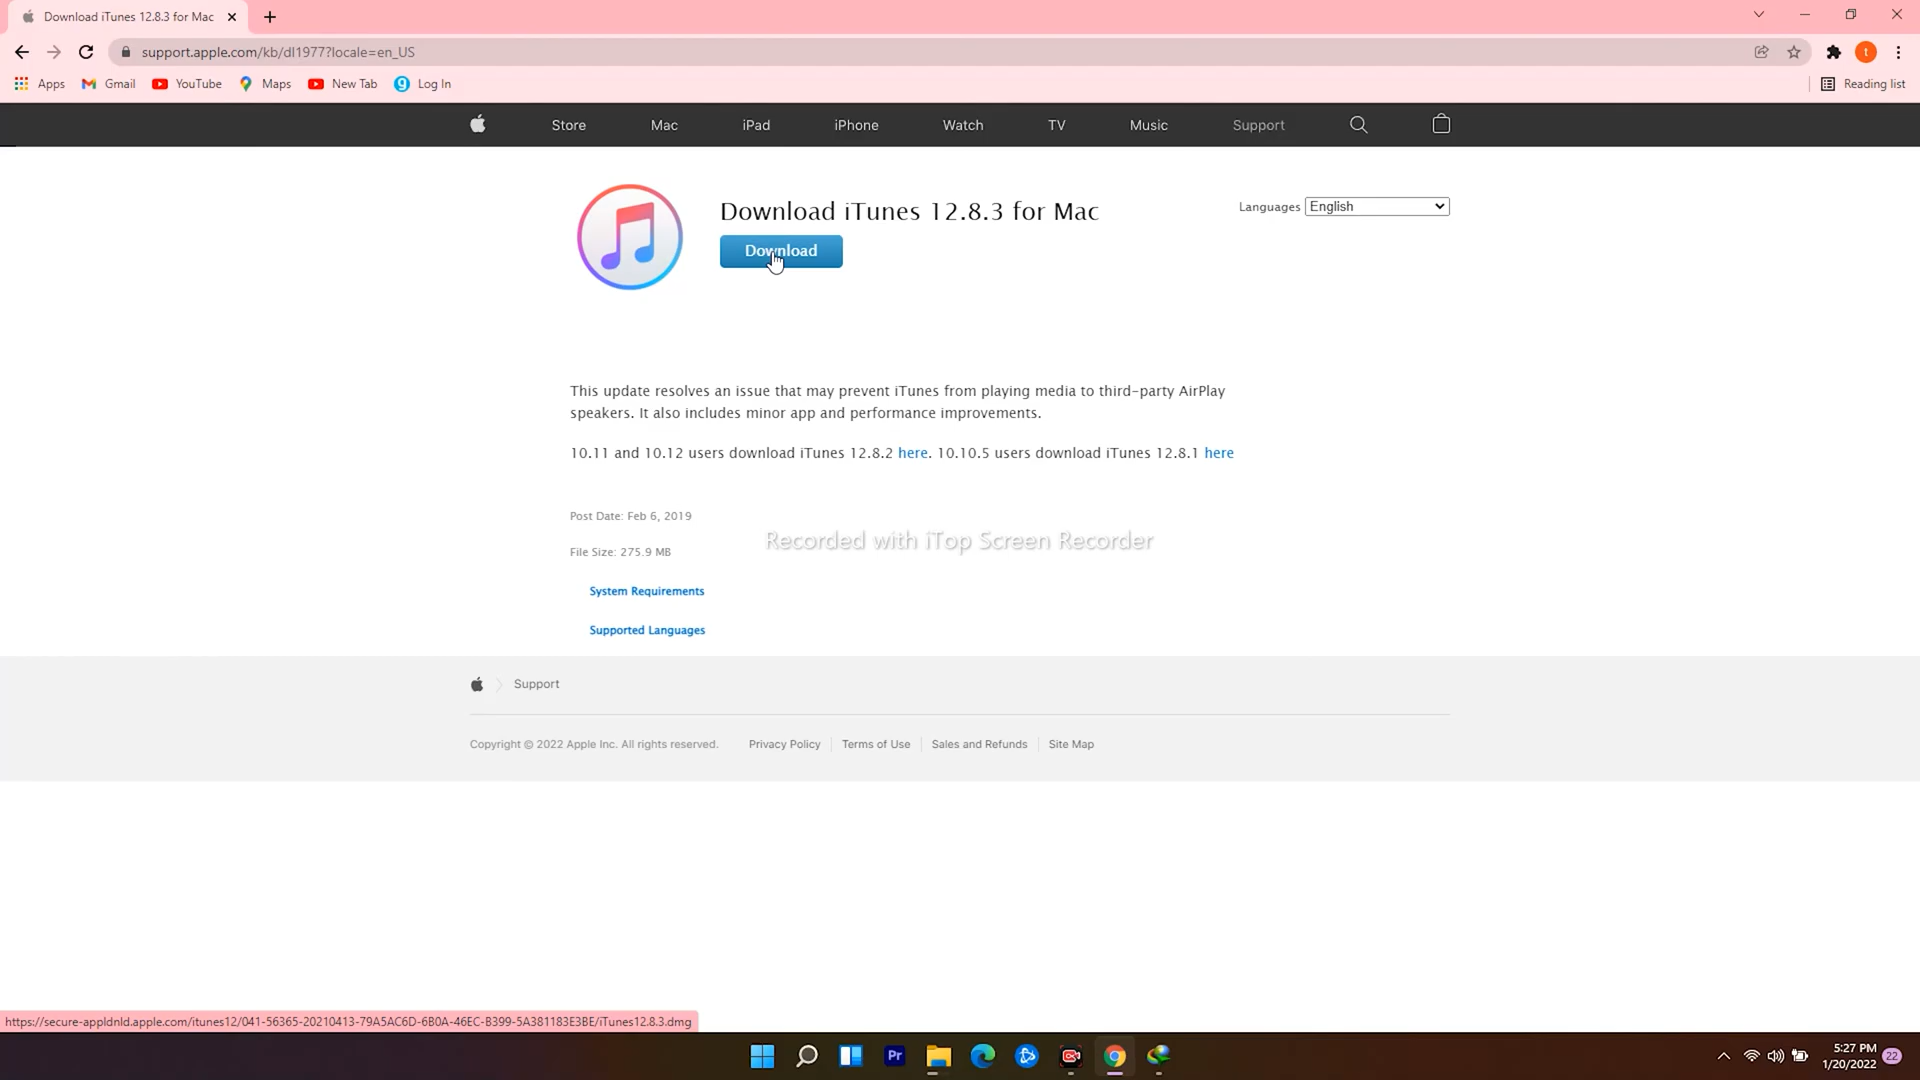 Download iTunes 12.8.3 for Mac
support.apple.com/kb/dl1977?locale=en_US
Apps Gmail YouTube Maps New Tab Log In Reading list
Store Mac iPad iPhone Watch TV Music Support
Download iTunes 12.8.3 for Mac
Languages English
Download
This update resolves an issue that may prevent iTunes from playing media to third-party AirPlay
speakers. It also includes minor app and performance improvements.
10.11 and 10.12 users download iTunes 12.8.2 here. 10.10.5 users download iTunes 12.8.1 here
Post Date: Feb 6, 2019
Recorded with iTop Screen Recorder
File Size: 275.9 MB
System Requirements
Supported Languages
Support
Copyright © 2022 Apple Inc. All rights reserved. Privacy Policy Terms of Use Sales and Refunds Site Map
https://secure-appldnld.apple.com/itunes12/041-56365-20210413-79A5AC6D-6B0A-46EC-B399-5A381183E3BE/iTunes12.8.3.dmg
Pr
5:27 PM
1/20/2022
22